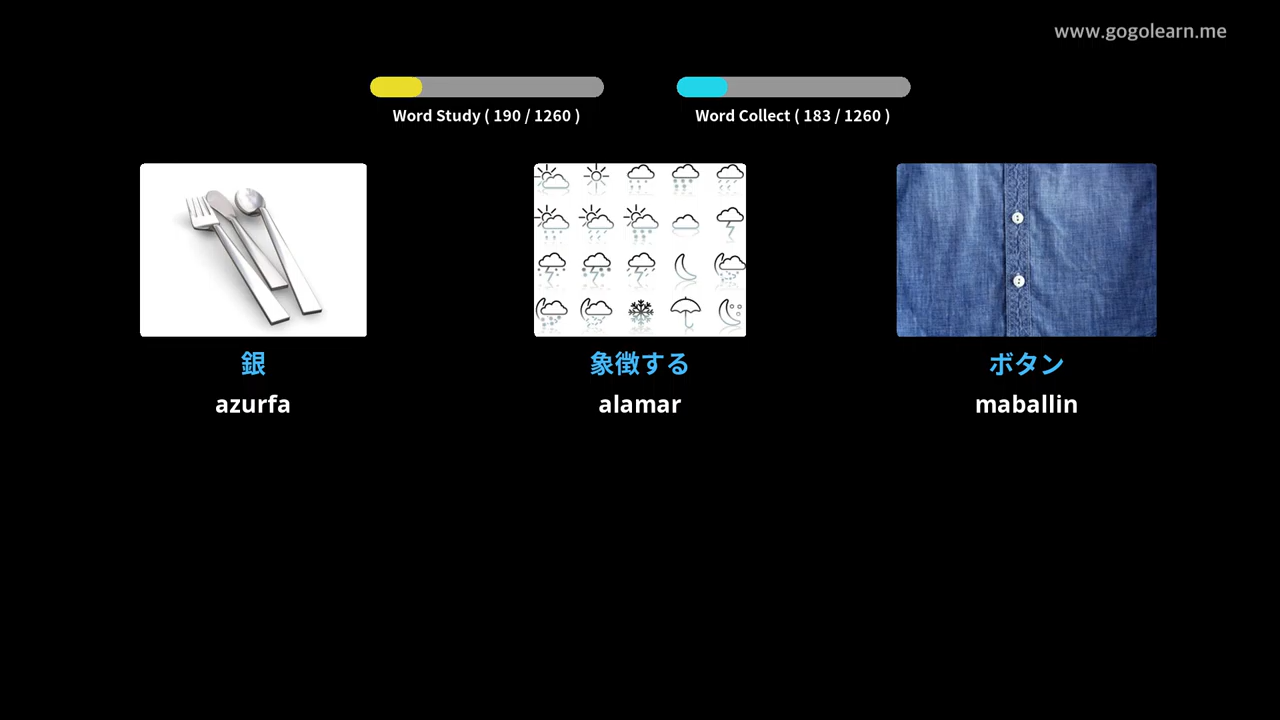 www.gogolearn.me
Word Study ( 190 / 1260 )
Word Collect ( 183 / 1260 )
銀
象徴する
ボタン
azurfa
alamar
maballin